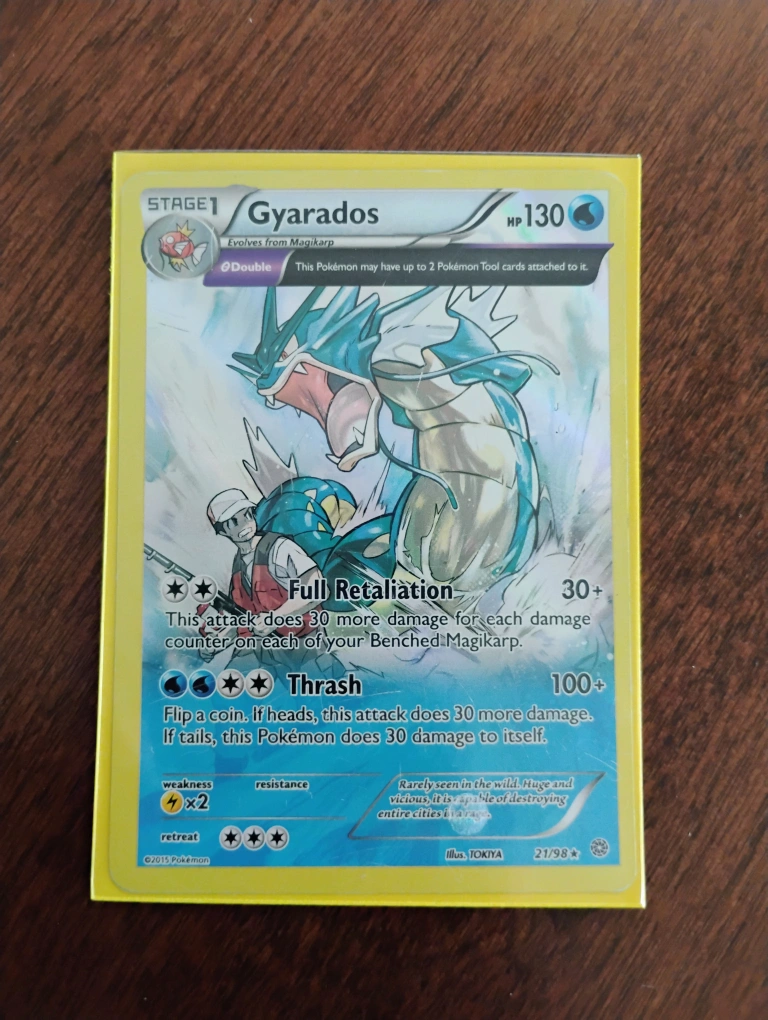 STAGE1 Gyarados HP 130
Evolves from Magikarp
Ω Double This Pokémon may have up to 2 Pokémon Tool cards attached to it.
Full Retaliation 30+
This attack does 30 more damage for each damage
counter on each of your Benched Magikarp.
Thrash 100+
Flip a coin. If heads, this attack does 30 more damage.
If tails, this Pokémon does 30 damage to itself.
weakness resistance
×2
Rarely seen in the wild. Huge and
vicious, it is capable of destroying
entire cities in a rage.
retreat
©2015 Pokémon Illus. TOKIYA 21/98 ★